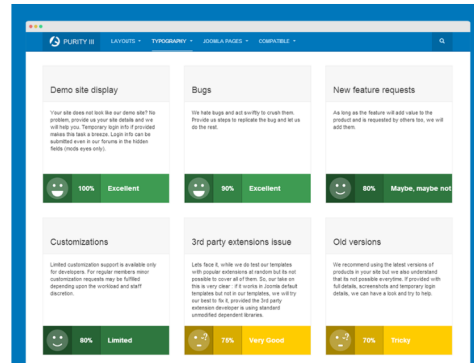 PURITY III LAYOUTS TYPOGRAPHY JOOMLA PAGES COMPATIBLE
Demo site display
Your site does not look like our demo site? No
problem, provide us your site details and we
will help you. Temporary login info if provided
makes this task a breeze. Login info can be
submitted even in our forums in the hidden
fields (mods eyes only).
100% Excellent
Bugs
We hate bugs and act swiftly to crush them.
Provide us steps to replicate the bug and let us
do the rest.
90% Excellent
New feature requests
As long as the feature will add value to the
product and is requested by others too, we will
add them.
80% Maybe, maybe not
Customizations
Limited customization support is available only
for developers. For regular members minor
customization requests may be fulfilled
depending upon the workload and staff
discretion.
80% Limited
3rd party extensions issue
Lets face it, while we do test our templates
with popular extensions at random but its not
possible to cover all of them. So, our take on
this is very clear : if it works in Joomla default
templates but not in our templates, we will try
our best to fix it, provided the 3rd party
extension developer is using standard
unmodified dependent libraries.
75% Very Good
Old versions
We recommend using the latest versions of
products in your site but we also understand
that its not possible everytime. If provided with
full details, screenshots and temporary login
details, we can have a look and try to help.
70% Tricky